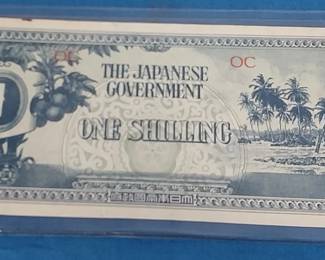 OC OC
THE JAPANESE
GOVERNMENT
ONE SHILLING